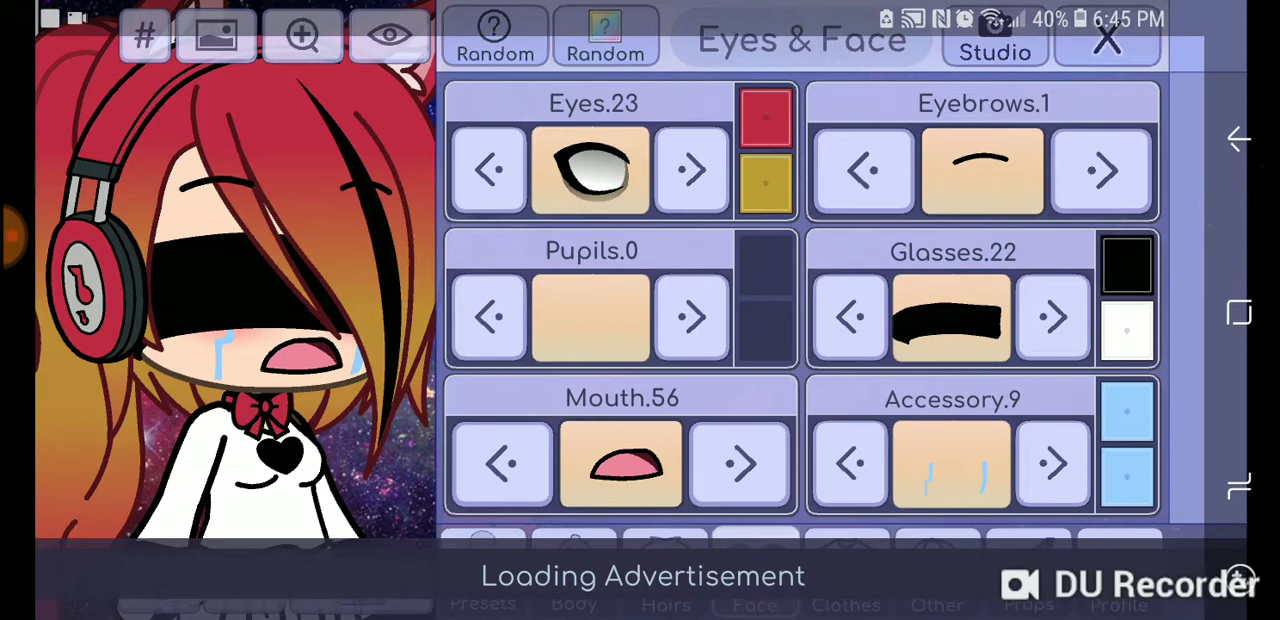 40% 6:45 PM
#
Random
Random
Eyes & Face
Studio
X
Eyes.23
Eyebrows.1
Pupils.0
Glasses.22
Mouth.56
Accessory.9
Loading Advertisement
DU Recorder
Presets
Body
Hairs
Face
Clothes
Other
Props
Profile